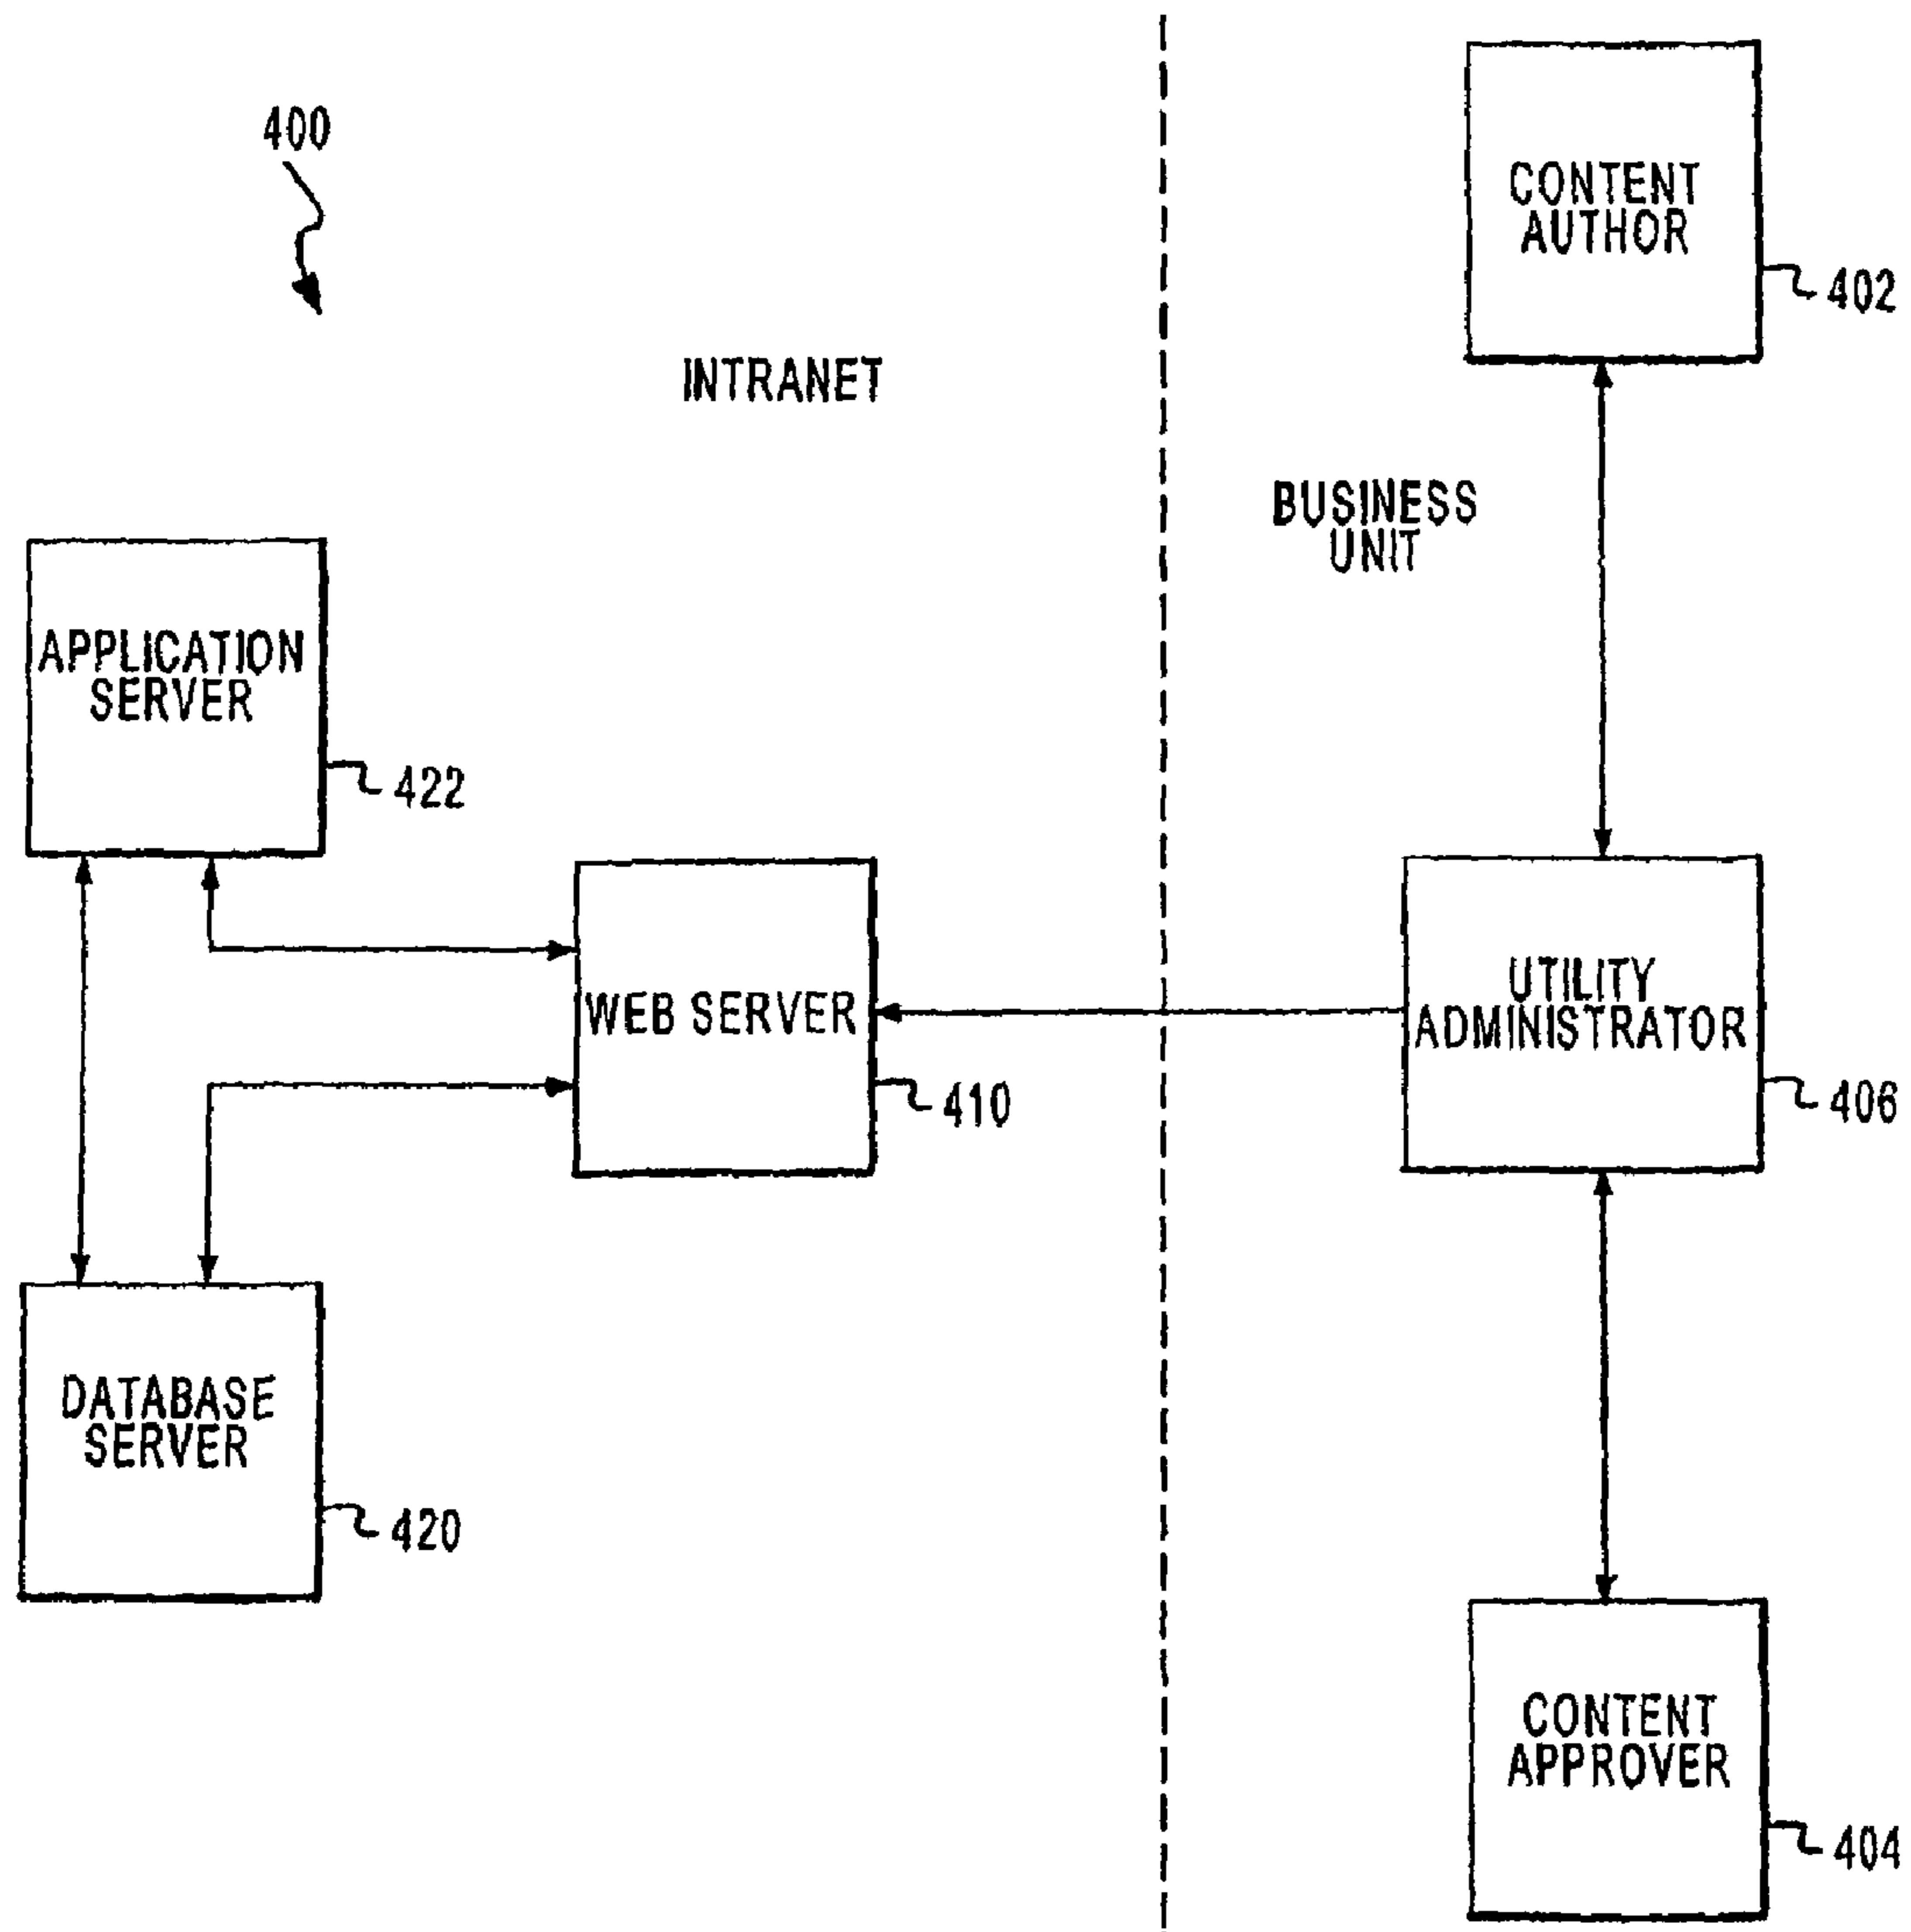 400
CONTENT
AUTHOR
402
INTRANET
BUSINESS
UNIT
APPLICATION
SERVER
422
WEB SERVER
410
UTILITY
ADMINISTRATOR
406
DATABASE
SERVER
420
CONTENT
APPROVER
404